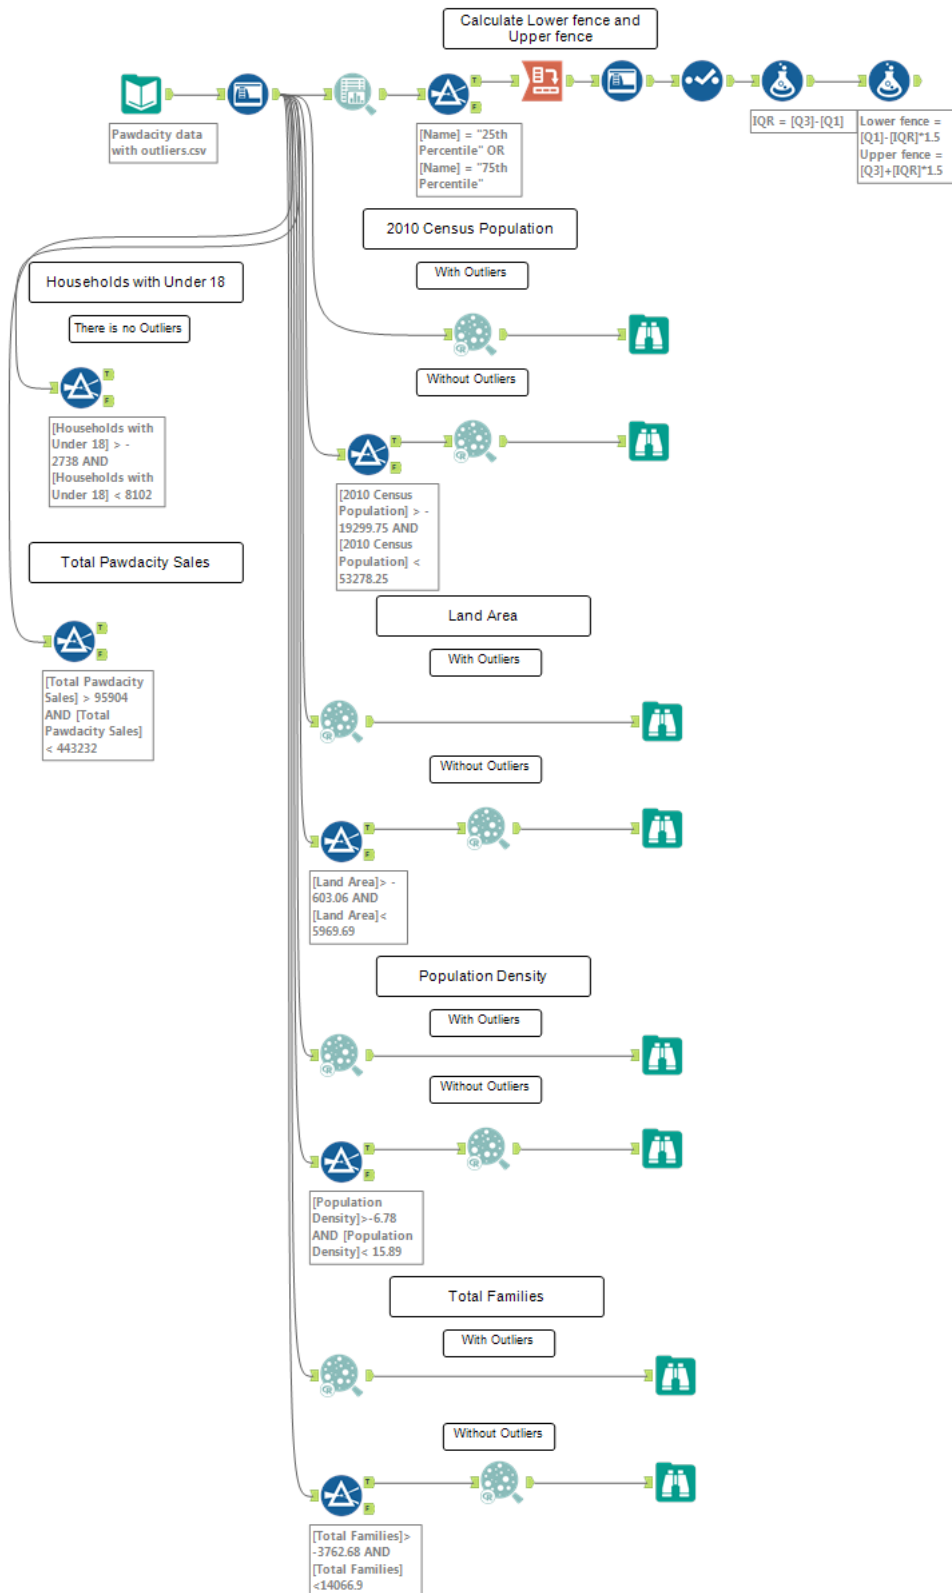 Calculate Lower fence and
Upper fence
Pawdacity data
with outliers.csv
[Name] = "25th
Percentile" OR
[Name] = "75th
Percentile"
IQR = [Q3]-[Q1]
Lower fence =
[Q1]-[IQR]*1.5
Upper fence =
[Q3]+[IQR]*1.5
2010 Census Population
With Outliers
Without Outliers
[2010 Census
Population] > -
19299.75 AND
[2010 Census
Population] <
53278.25
Households with Under 18
There is no Outliers
[Households with
Under 18] > -
2738 AND
[Households with
Under 18] < 8102
Total Pawdacity Sales
[Total Pawdacity
Sales] > 95904
AND [Total
Pawdacity Sales]
< 443232
Land Area
With Outliers
Without Outliers
[Land Area]> -
603.06 AND
[Land Area]<
5969.69
Population Density
With Outliers
Without Outliers
[Population
Density]>-6.78
AND [Population
Density]< 15.89
Total Families
With Outliers
Without Outliers
[Total Families]>
-3762.68 AND
[Total Families]
<14066.9